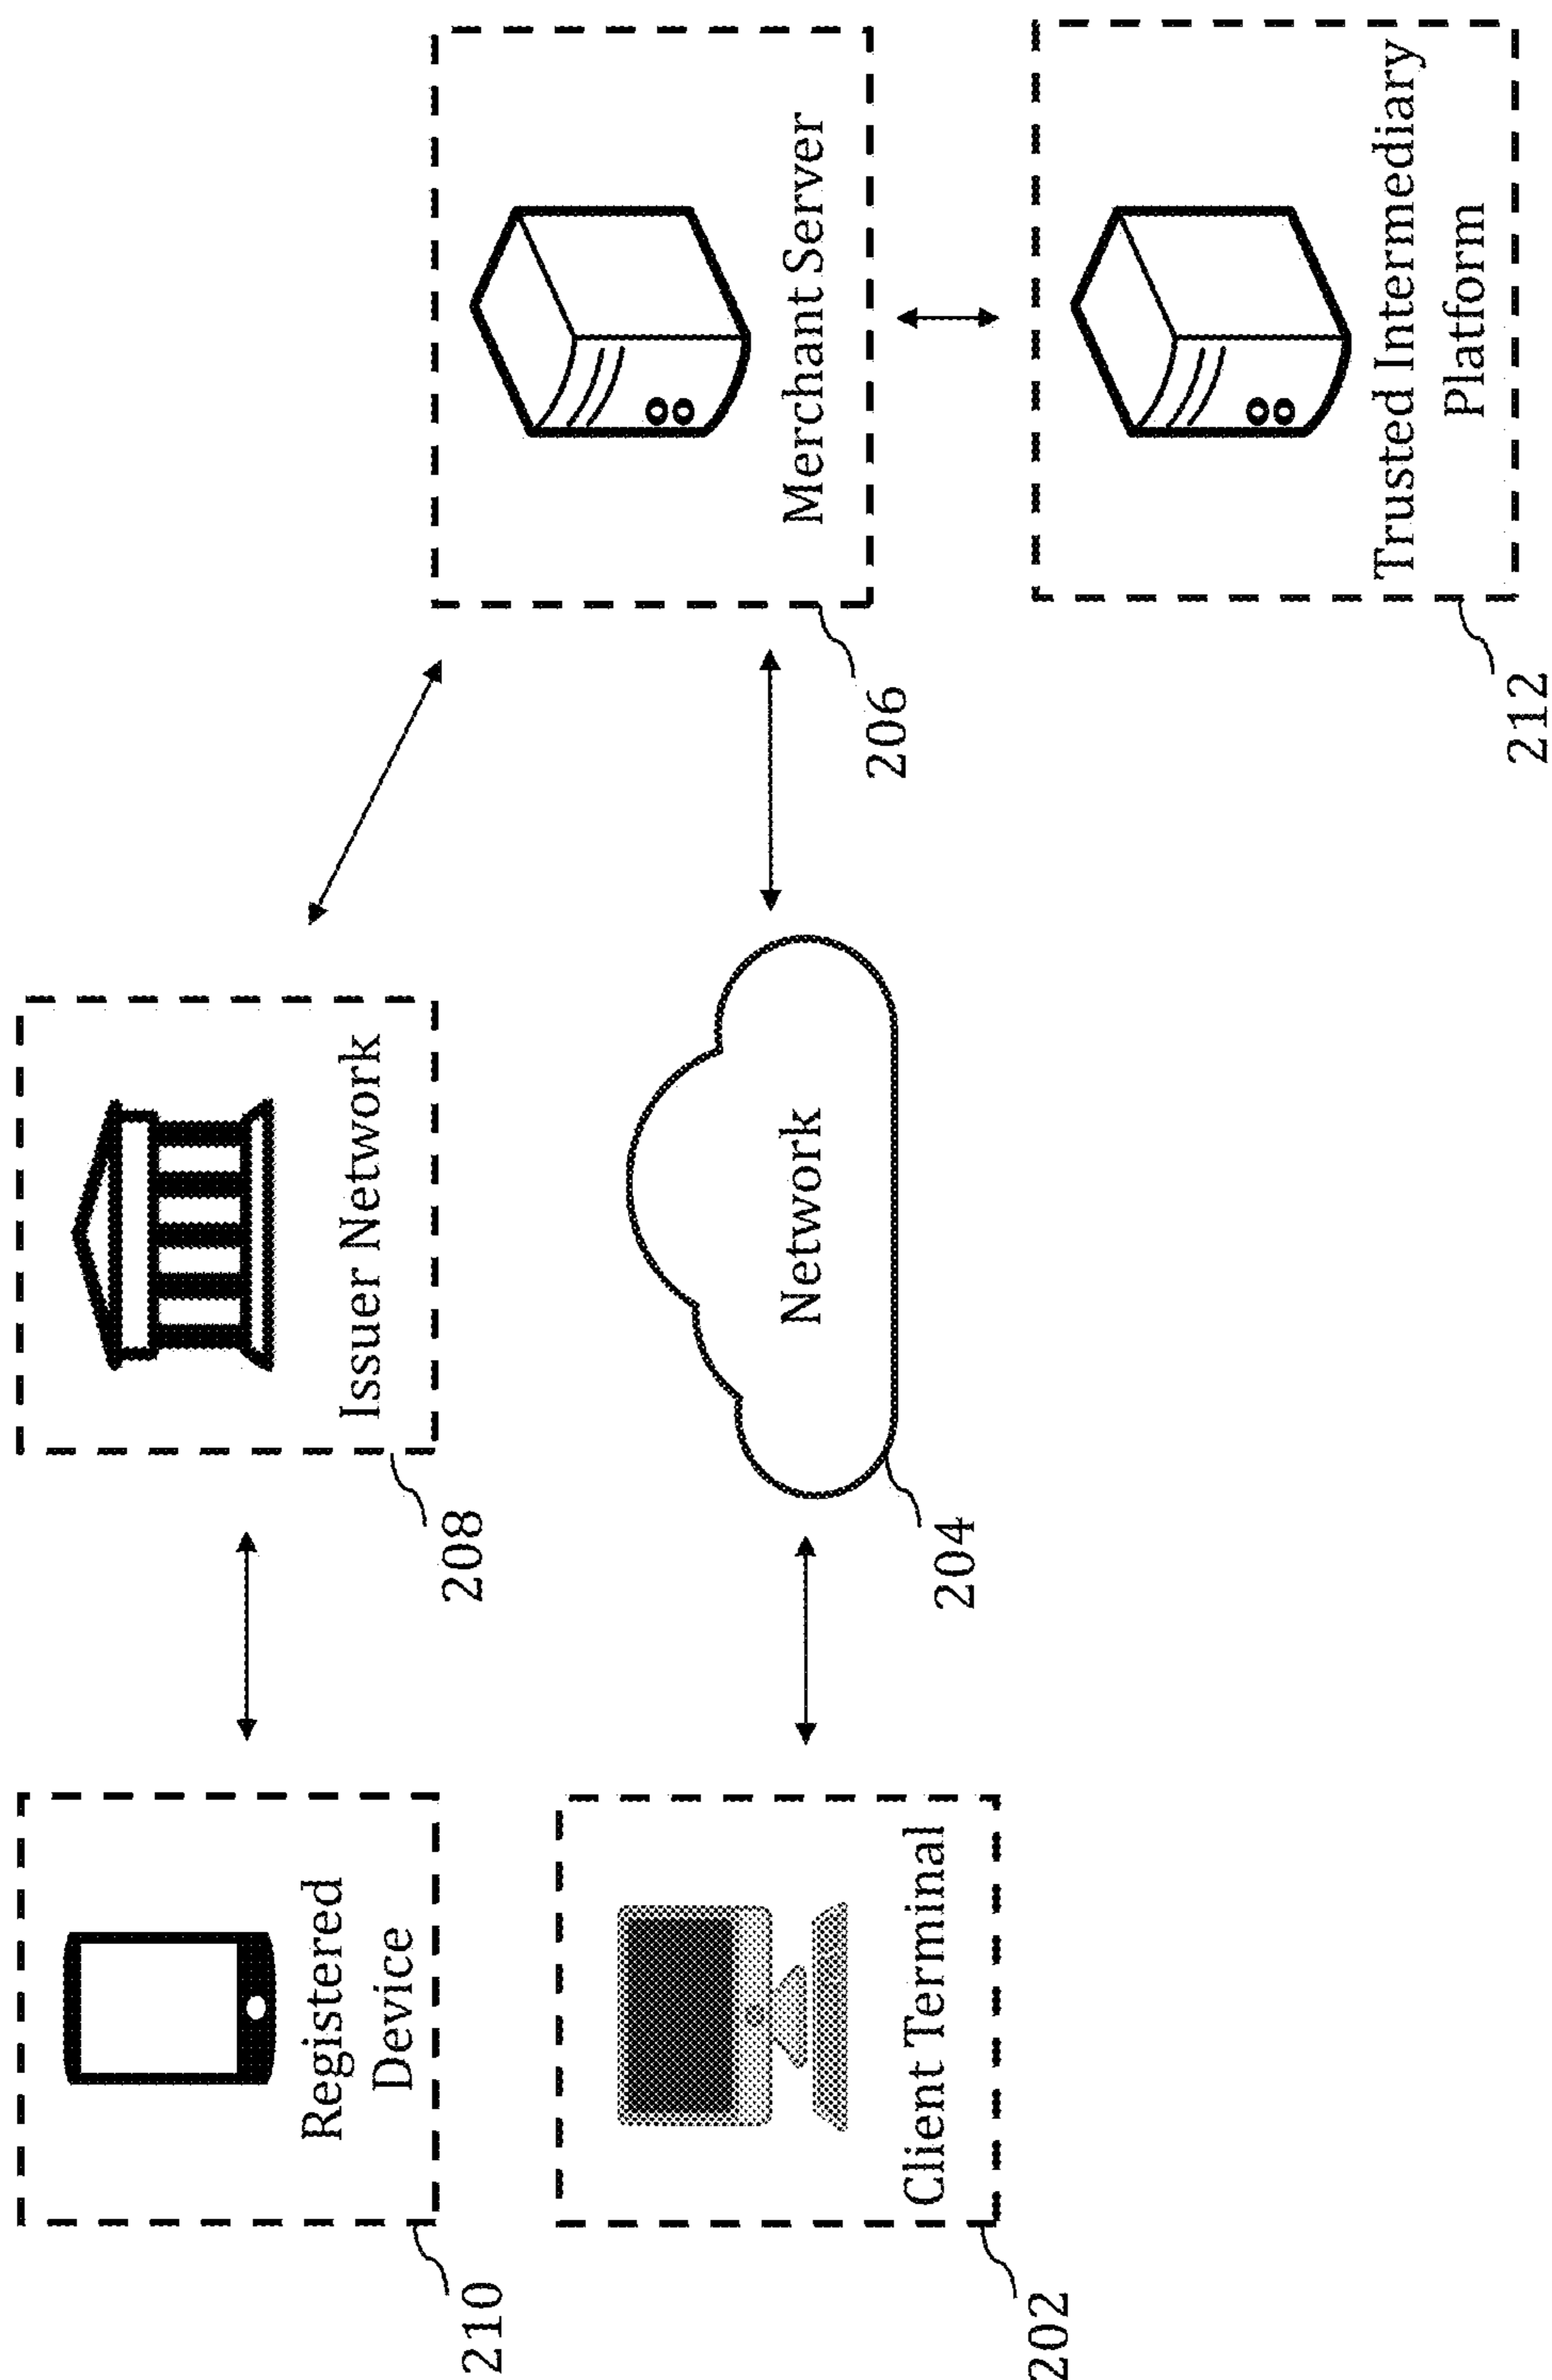 Registered
Device
210
Issuer Network
208
Client Terminal
202
Network
204
Merchant Server
206
Trusted Intermediary
Platform
212